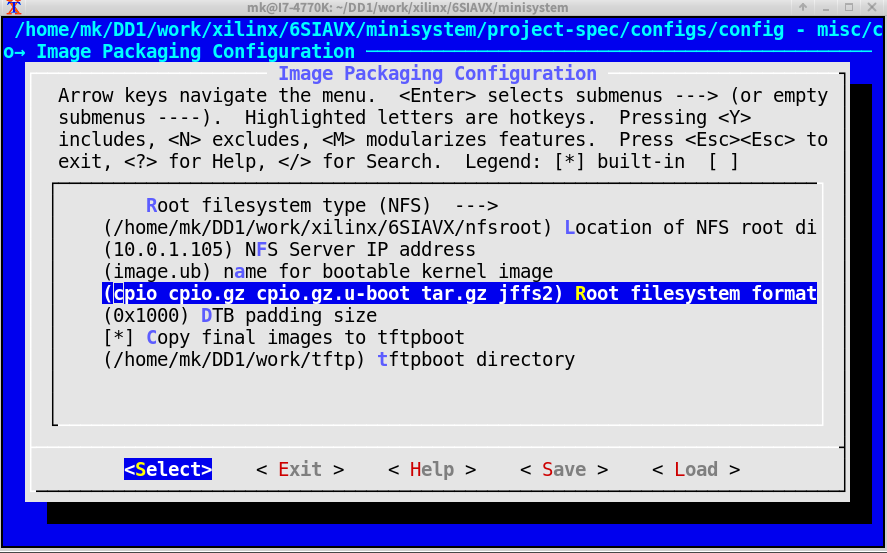 mk@I7-4770K: ~/DD1/work/xilinx/6SIAVX/minisystem
/home/mk/DD1/work/xilinx/6SIAVX/minisystem/project-spec/configs/config - misc/c
o→ Image Packaging Configuration
Image Packaging Configuration
Arrow keys navigate the menu.  <Enter> selects submenus ---> (or empty
submenus ----).  Highlighted letters are hotkeys.  Pressing <Y>
includes, <N> excludes, <M> modularizes features.  Press <Esc><Esc> to
exit, <?> for Help, </> for Search.  Legend: [*] built-in  [ ]
Root filesystem type (NFS)  --->
(/home/mk/DD1/work/xilinx/6SIAVX/nfsroot) Location of NFS root di
(10.0.1.105) NFS Server IP address
(image.ub) name for bootable kernel image
(cpio cpio.gz cpio.gz.u-boot tar.gz jffs2) Root filesystem format
(0x1000) DTB padding size
[*] Copy final images to tftpboot
(/home/mk/DD1/work/tftp) tftpboot directory
<Select>    < Exit >    < Help >    < Save >    < Load >